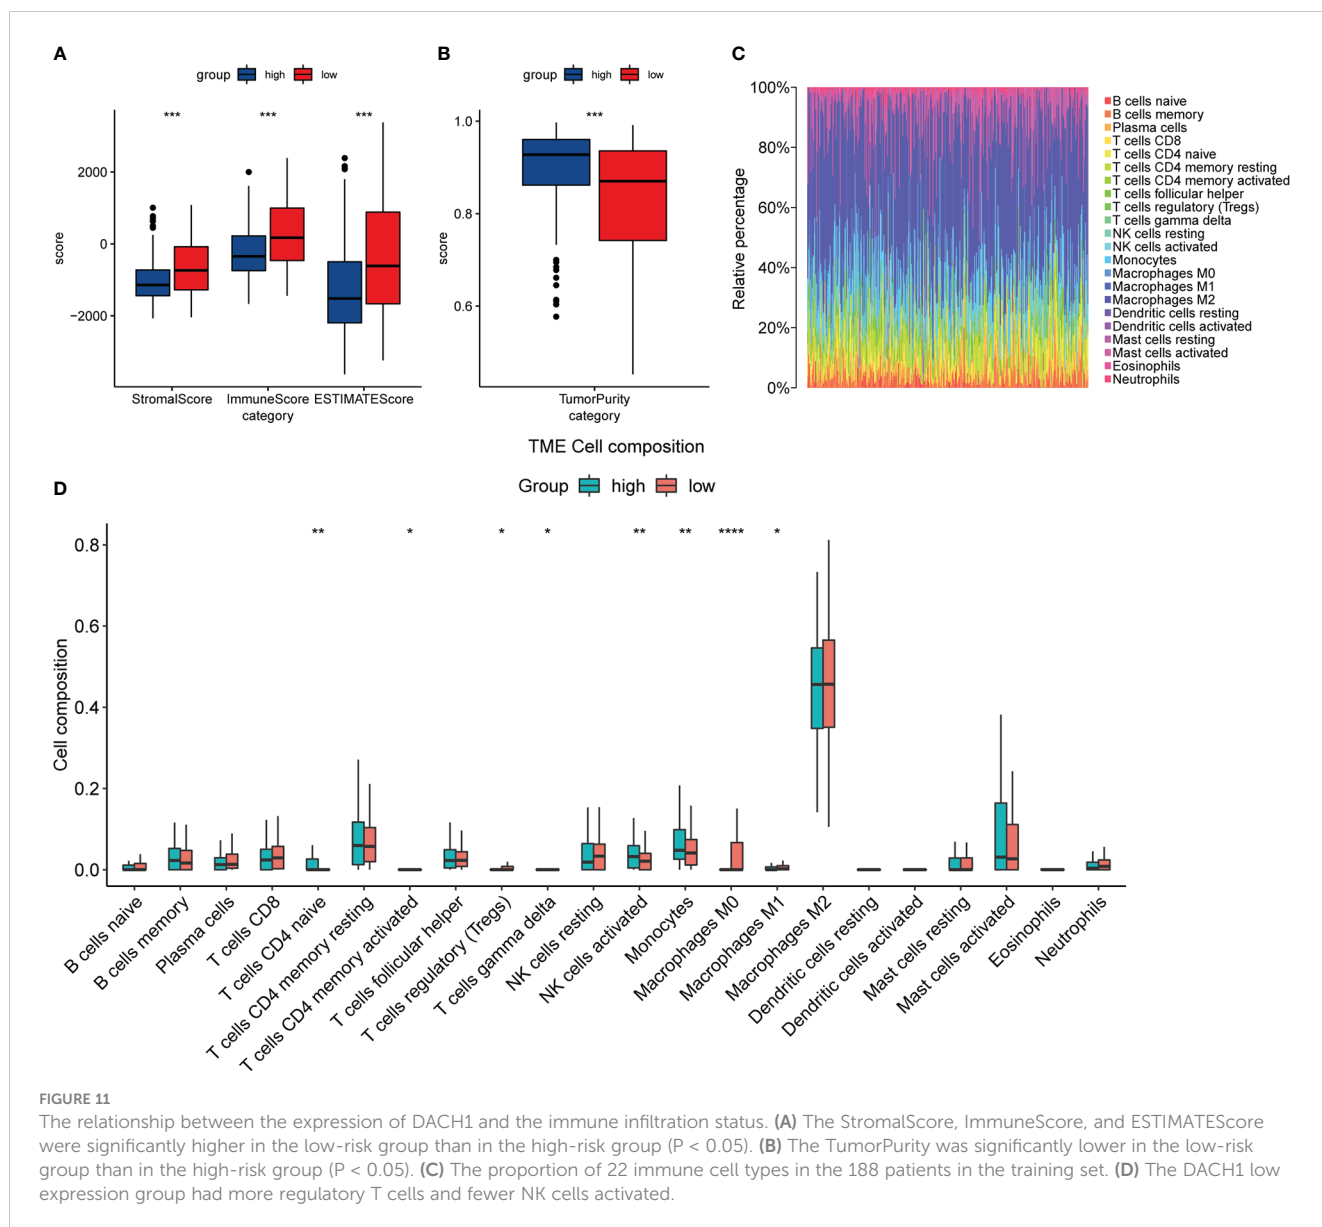 A
group high low
***
***
***
2000
0
−2000
score
StromalScore ImmuneScore ESTIMATEScore
category
B
group high low
***
1.0
0.8
0.6
score
TumorPurity
category
C
100%
80%
60%
40%
20%
0%
Relative percentage
B cells naive
B cells memory
Plasma cells
T cells CD8
T cells CD4 naive
T cells CD4 memory resting
T cells CD4 memory activated
T cells follicular helper
T cells regulatory (Tregs)
T cells gamma delta
NK cells resting
NK cells activated
Monocytes
Macrophages M0
Macrophages M1
Macrophages M2
Dendritic cells resting
Dendritic cells activated
Mast cells resting
Mast cells activated
Eosinophils
Neutrophils
TME Cell composition
D
Group high low
** * * * ** ** **** *
0.8
0.6
0.4
0.2
0.0
Cell composition
B cells naive
B cells memory
Plasma cells
T cells CD8
T cells CD4 naive
T cells CD4 memory resting
T cells CD4 memory activated
T cells follicular helper
T cells regulatory (Tregs)
T cells gamma delta
NK cells resting
NK cells activated
Monocytes
Macrophages M0
Macrophages M1
Macrophages M2
Dendritic cells resting
Dendritic cells activated
Mast cells resting
Mast cells activated
Eosinophils
Neutrophils
FIGURE 11
The relationship between the expression of DACH1 and the immune infiltration status. (A) The StromalScore, ImmuneScore, and ESTIMATEScore
were significantly higher in the low-risk group than in the high-risk group (P < 0.05). (B) The TumorPurity was significantly lower in the low-risk
group than in the high-risk group (P < 0.05). (C) The proportion of 22 immune cell types in the 188 patients in the training set. (D) The DACH1 low
expression group had more regulatory T cells and fewer NK cells activated.